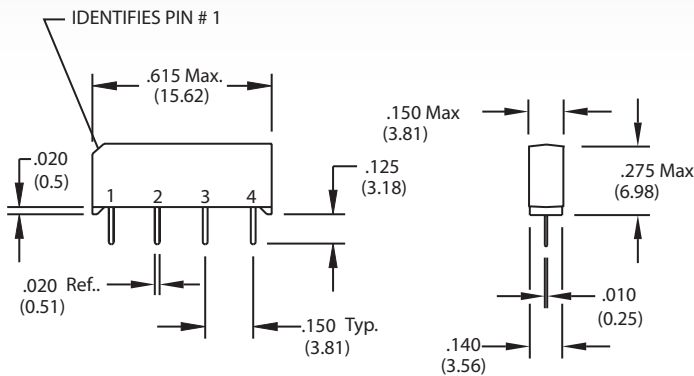 IDENTIFIES PIN # 1
.615 Max.
(15.62)
.150 Max
(3.81)
.020
(0.5)
.125
(3.18)
.275 Max
(6.98)
1 2 3 4
.020 Ref..
(0.51)
.150 Typ.
(3.81)
.010
(0.25)
.140
(3.56)